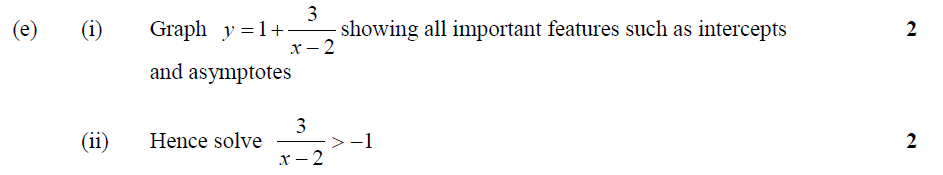 (e) (i) Graph y = 1 + 3/(x − 2) showing all important features such as intercepts 2
and asymptotes
(ii) Hence solve 3/(x − 2) > −1 2